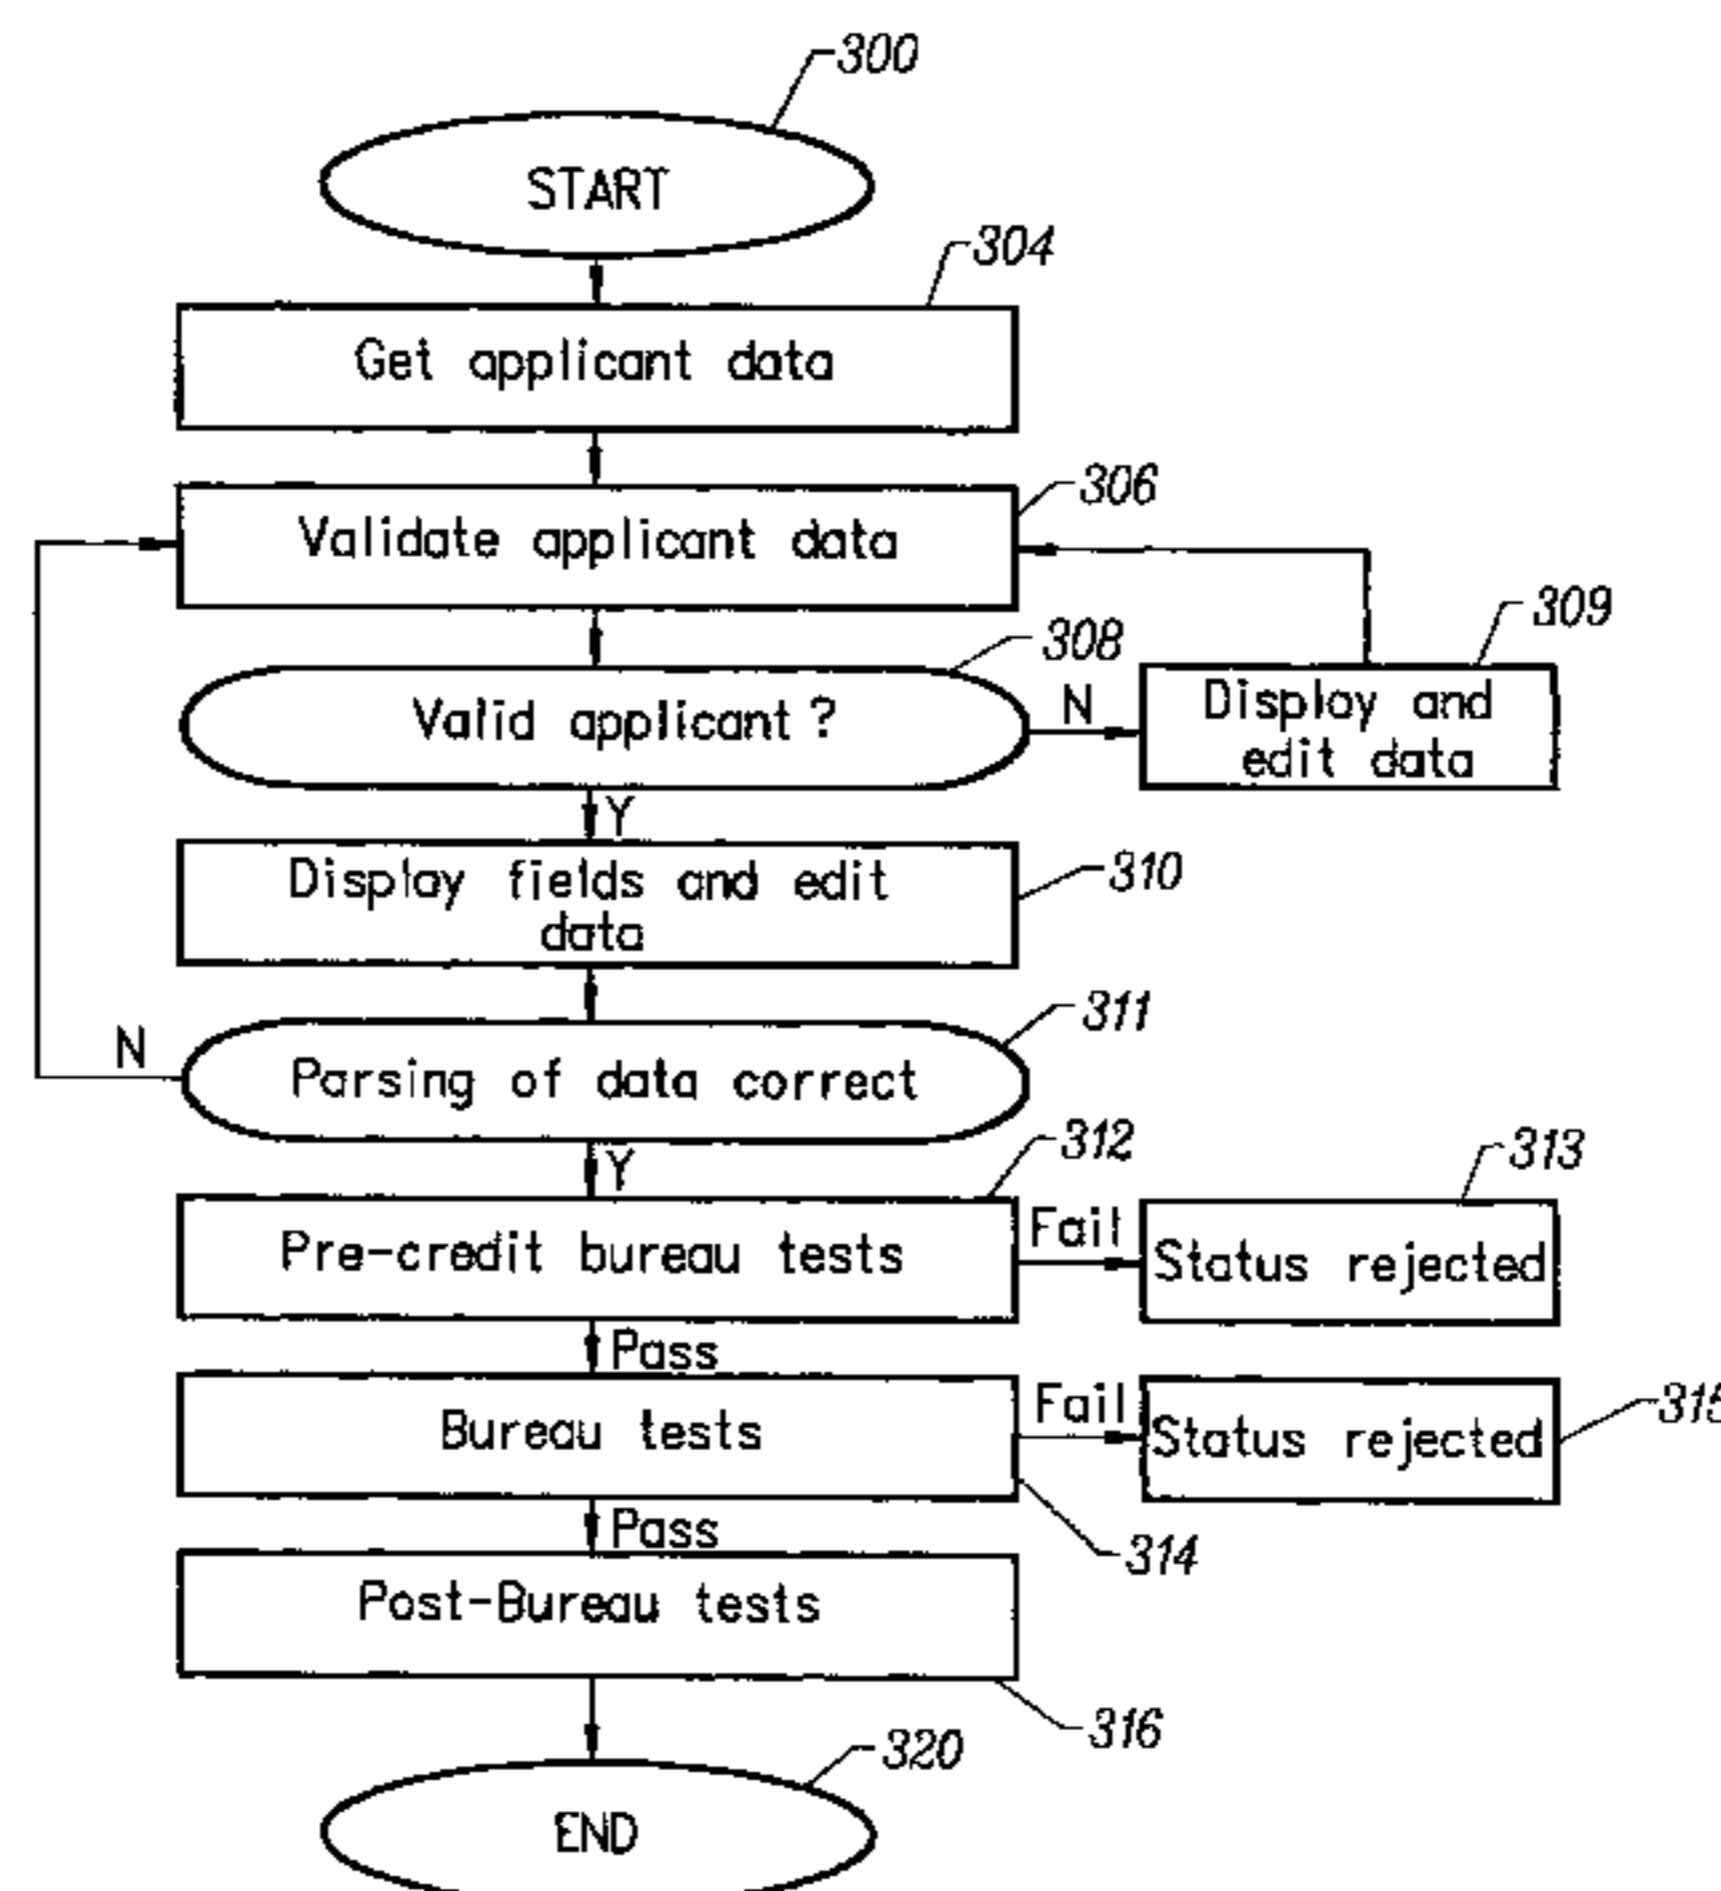 300
START
304
Get applicant data
306
Validate applicant data
309
308
Valid applicant ?
N
Display and
edit data
Y
Display fields and edit
data
310
311
N
Parsing of data correct
Y
312
313
Pre-credit bureau tests
Fail
Status rejected
Pass
Bureau tests
Fail
Status rejected
315
Pass
314
Post-Bureau tests
316
320
END